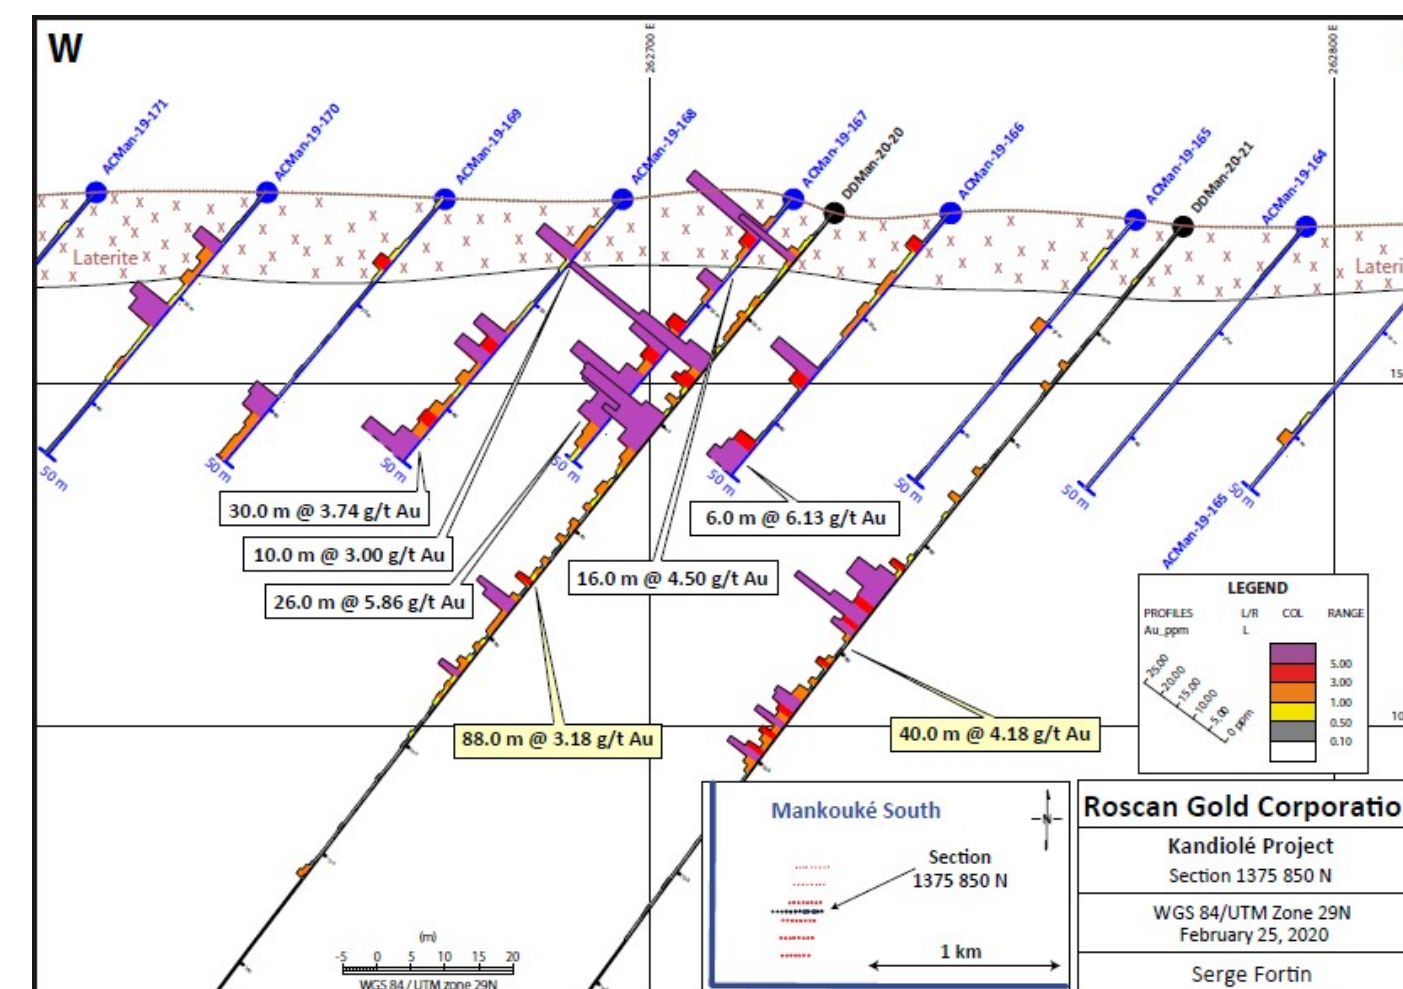 W
262700 E
262800 E
ACMan-19-171
ACMan-19-170
ACMan-19-169
ACMan-19-168
ACMan-19-167
DDMan-20-20
ACMan-19-166
ACMan-19-165
DDMan-20-21
ACMan-19-164
Laterite
Lateri
15
50 m
50 m
50 m
50 m
50 m
50 m
50 m
50 m
ACMan-19-165
30.0 m @ 3.74 g/t Au
10.0 m @ 3.00 g/t Au
26.0 m @ 5.86 g/t Au
16.0 m @ 4.50 g/t Au
6.0 m @ 6.13 g/t Au
88.0 m @ 3.18 g/t Au
40.0 m @ 4.18 g/t Au
10
LEGEND
PROFILES L/R COL RANGE
Au_ppm L
25.00
20.00
15.00
10.00
5.00
0 ppm
5.00
3.00
1.00
0.50
0.10
Mankouké South
N
Section
1375 850 N
1 km
Roscan Gold Corporatio
Kandiolé Project
Section 1375 850 N
WGS 84/UTM Zone 29N
February 25, 2020
Serge Fortin
(m)
-5 0 5 10 15 20
WGS 84 / UTM zone 29N